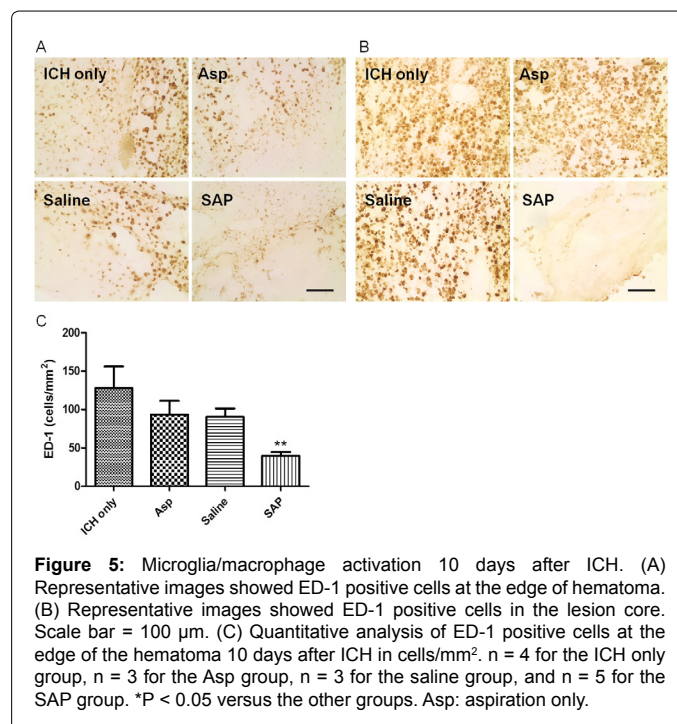 A
B
ICH only
Asp
ICH only
Asp
Saline
SAP
Saline
SAP
C
ED-1 (cells/mm²)
200
150
100
50
0
**
ICH only
Asp
Saline
SAP
Figure 5: Microglia/macrophage activation 10 days after ICH. (A)
Representative images showed ED-1 positive cells at the edge of hematoma.
(B) Representative images showed ED-1 positive cells in the lesion core.
Scale bar = 100 μm. (C) Quantitative analysis of ED-1 positive cells at the
edge of the hematoma 10 days after ICH in cells/mm². n = 4 for the ICH only
group, n = 3 for the Asp group, n = 3 for the saline group, and n = 5 for the
SAP group. *P < 0.05 versus the other groups. Asp: aspiration only.